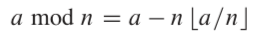 a mod n = a − n ⌊a/n⌋